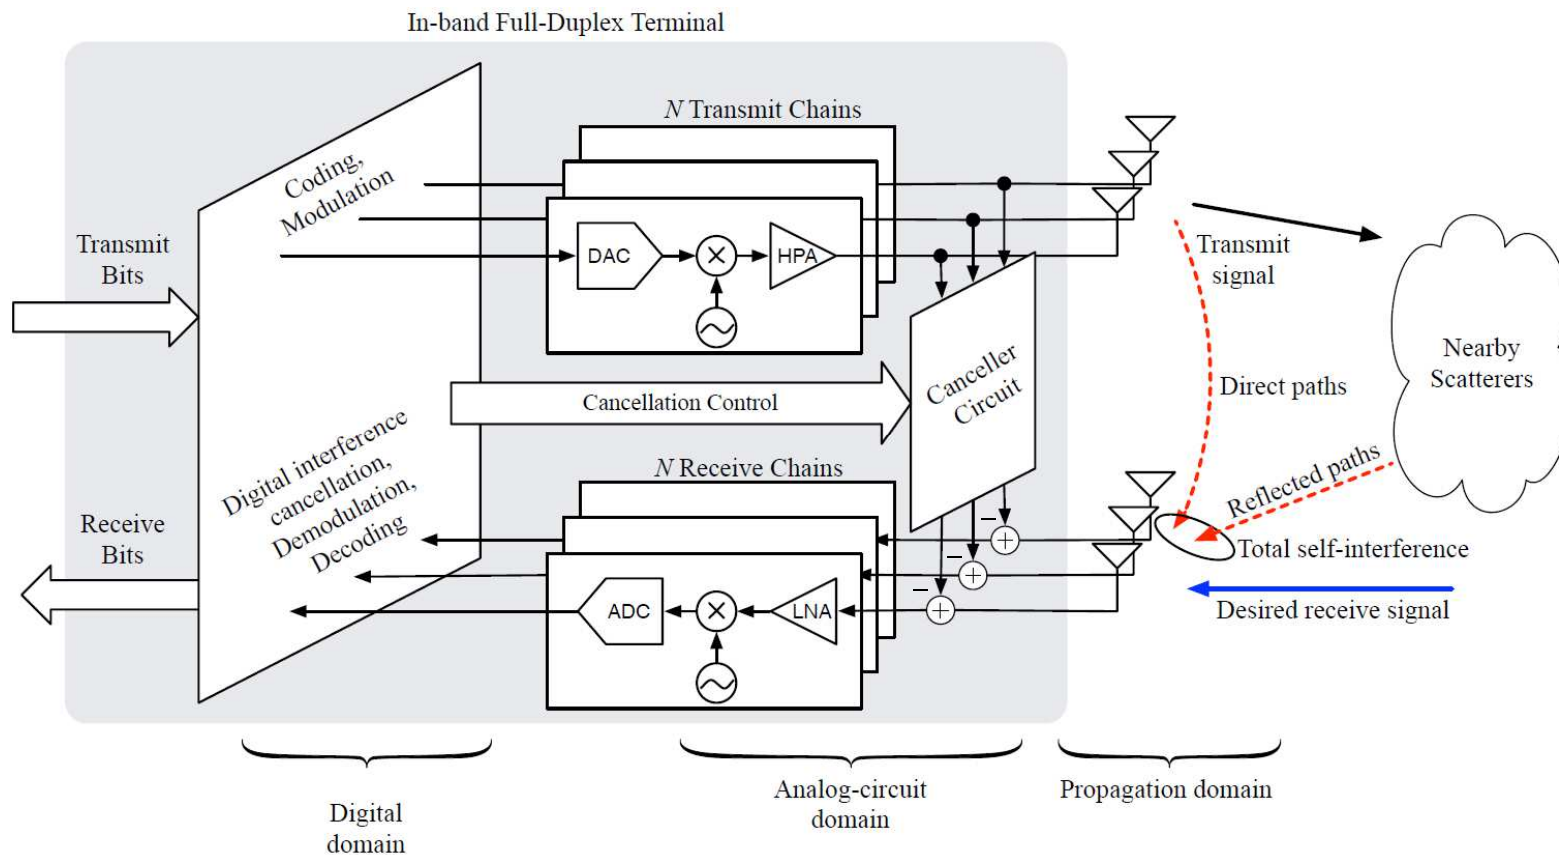 In-band Full-Duplex Terminal
N Transmit Chains
Coding,
Modulation
Transmit
Bits
DAC
HPA
Transmit
signal
Nearby
Scatterers
Canceller
Circuit
Direct paths
Cancellation Control
Digital interference
cancellation,
Demodulation,
Decoding
N Receive Chains
Reflected paths
Receive
Bits
−
+
−
+
−
+
Total self-interference
ADC
LNA
Desired receive signal
Digital
domain
Analog-circuit
domain
Propagation domain